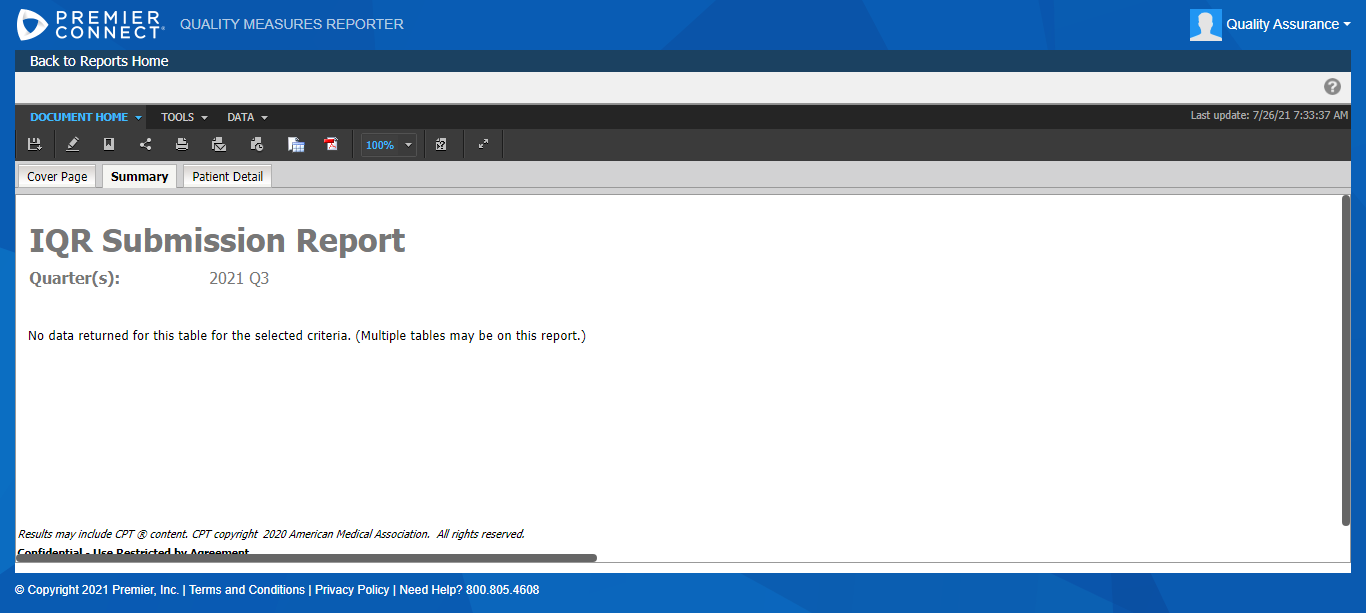 PREMIER CONNECT. QUALITY MEASURES REPORTER Quality Assurance
Back to Reports Home
?
DOCUMENT HOME TOOLS DATA Last update: 7/26/21 7:33:37 AM
100%
Cover Page Summary Patient Detail
IQR Submission Report
Quarter(s): 2021 Q3
No data returned for this table for the selected criteria. (Multiple tables may be on this report.)
Results may include CPT ® content. CPT copyright 2020 American Medical Association. All rights reserved.
Confidential - Use Restricted by Agreement
© Copyright 2021 Premier, Inc. | Terms and Conditions | Privacy Policy | Need Help? 800.805.4608